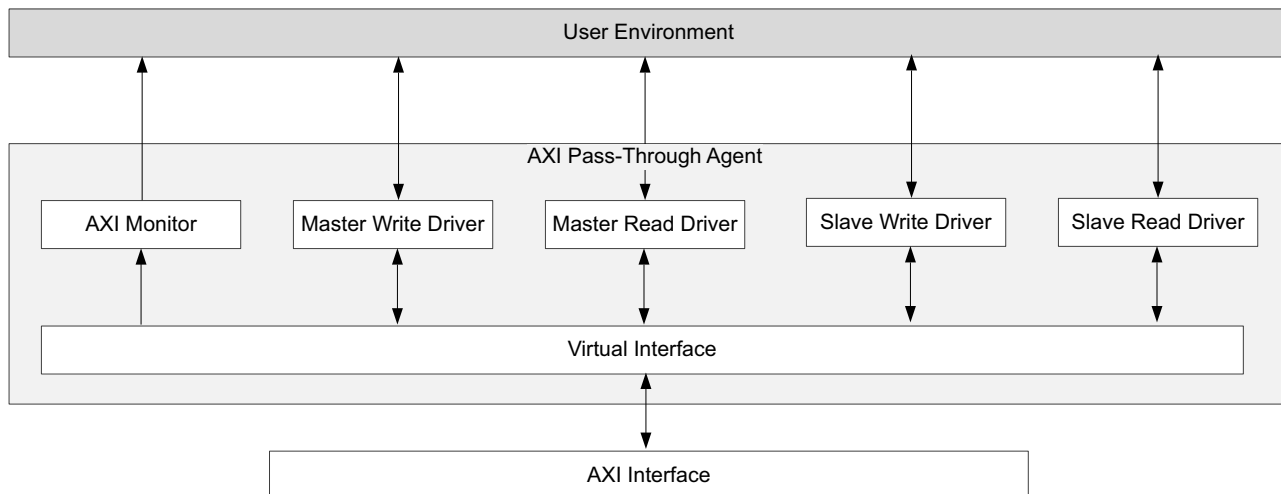 User Environment
AXI Pass-Through Agent
AXI Monitor
Master Write Driver
Master Read Driver
Slave Write Driver
Slave Read Driver
Virtual Interface
AXI Interface